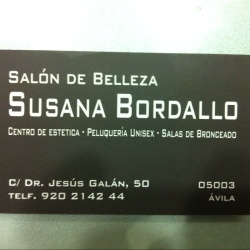 Salón de Belleza
Susana Bordallo
Centro de estetica - Peluquería Unisex - Salas de Bronceado
C/ Dr. Jesús Galán, 50 05003
telf. 920 2142 44 Ávila